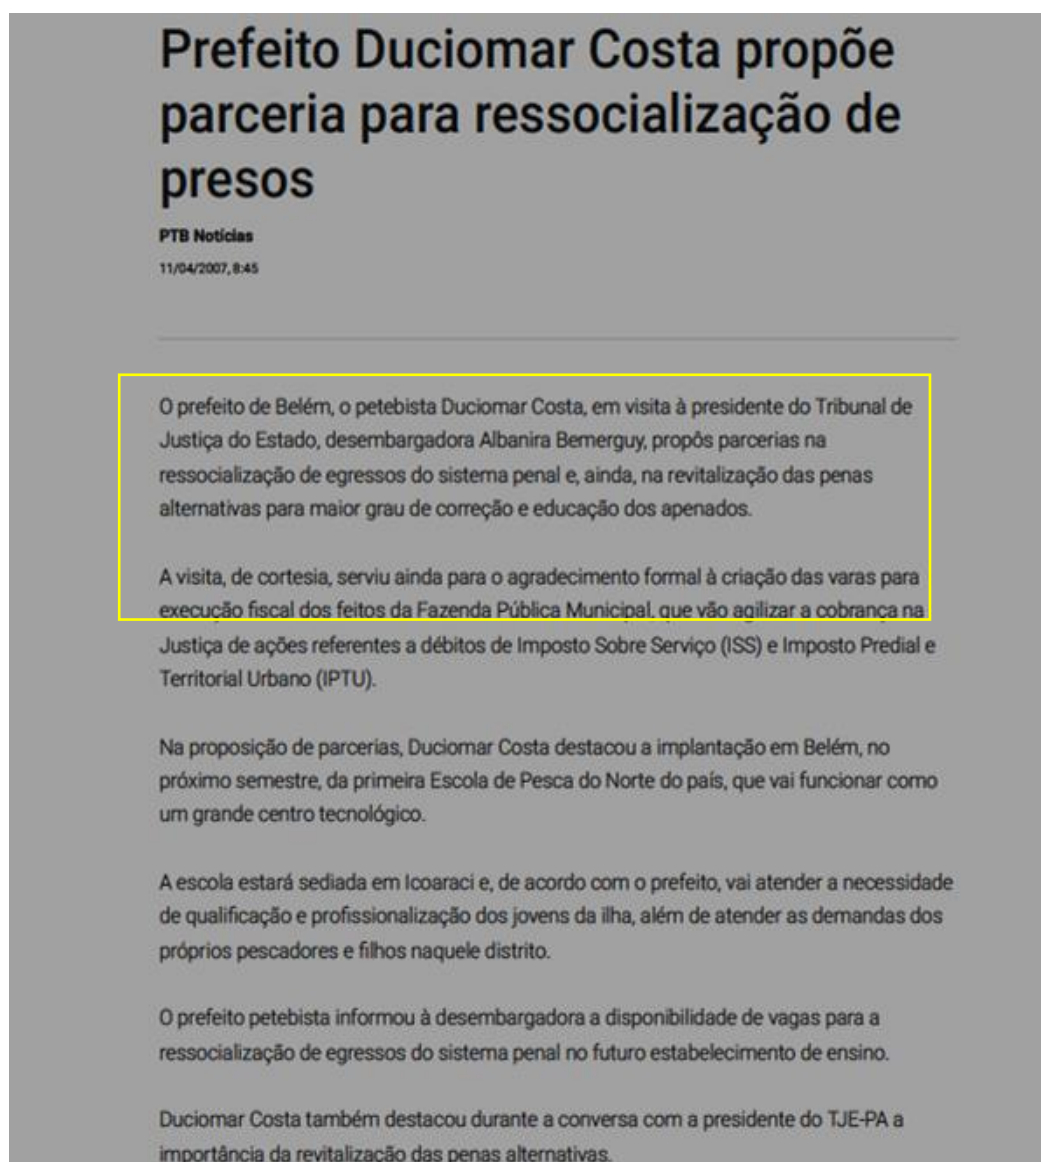 Prefeito Duciomar Costa propõe
parceria para ressocialização de
presos
PTB Notícias
11/04/2007, 8:45
O prefeito de Belém, o petebista Duciomar Costa, em visita à presidente do Tribunal de
Justiça do Estado, desembargadora Albanira Bemerguy, propôs parcerias na
ressocialização de egressos do sistema penal e, ainda, na revitalização das penas
alternativas para maior grau de correção e educação dos apenados.
A visita, de cortesia, serviu ainda para o agradecimento formal à criação das varas para
execução fiscal dos feitos da Fazenda Pública Municipal, que vão agilizar a cobrança na
Justiça de ações referentes a débitos de Imposto Sobre Serviço (ISS) e Imposto Predial e
Territorial Urbano (IPTU).
Na proposição de parcerias, Duciomar Costa destacou a implantação em Belém, no
próximo semestre, da primeira Escola de Pesca do Norte do país, que vai funcionar como
um grande centro tecnológico.
A escola estará sediada em Icoaraci e, de acordo com o prefeito, vai atender a necessidade
de qualificação e profissionalização dos jovens da ilha, além de atender as demandas dos
próprios pescadores e filhos naquele distrito.
O prefeito petebista informou à desembargadora a disponibilidade de vagas para a
ressocialização de egressos do sistema penal no futuro estabelecimento de ensino.
Duciomar Costa também destacou durante a conversa com a presidente do TJE-PA a
importância da revitalização das penas alternativas.